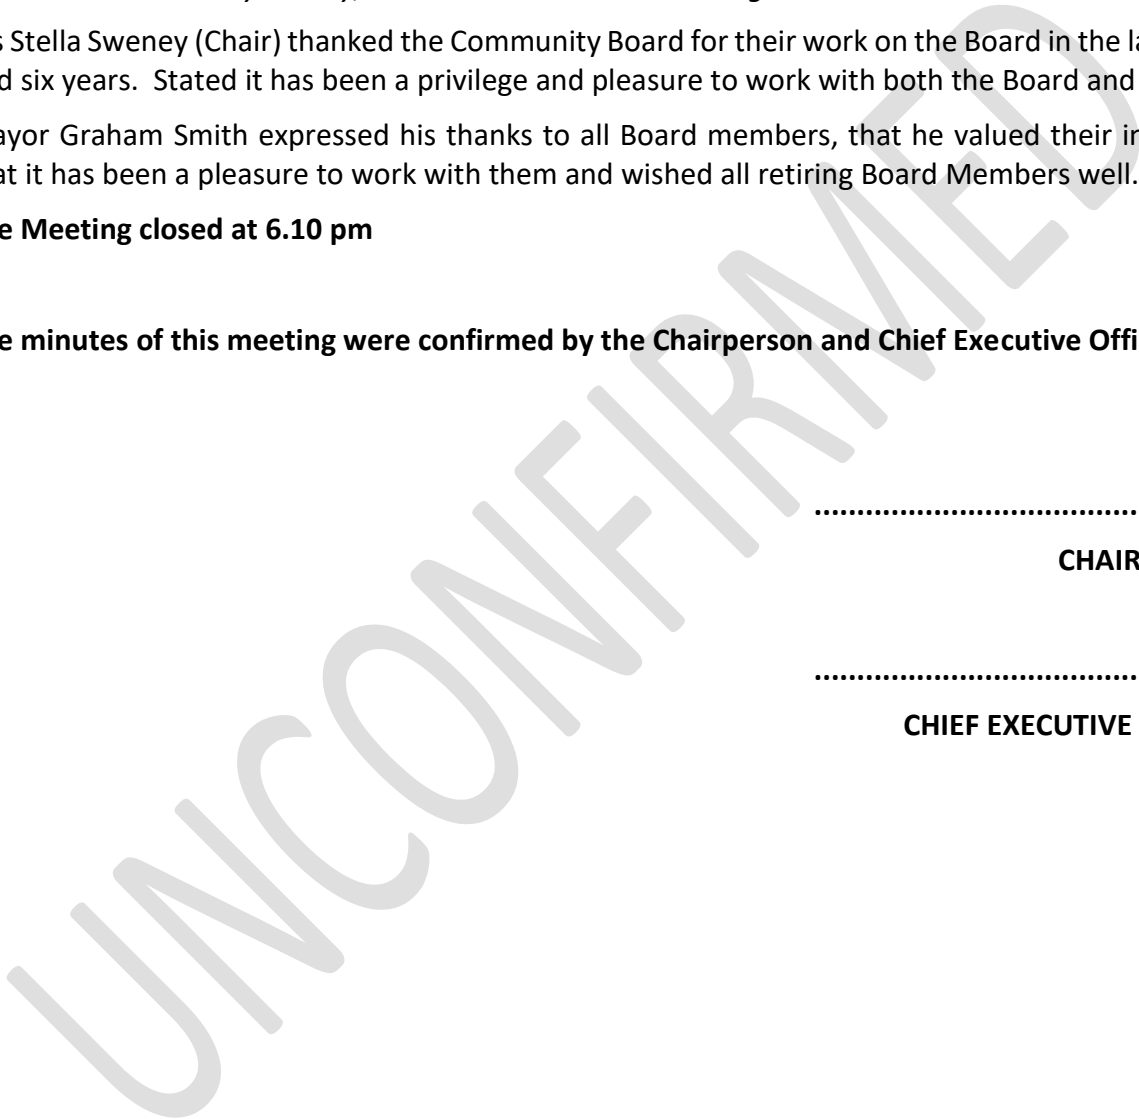 s Stella Sweney (Chair) thanked the Community Board for their work on the Board in the la
d six years. Stated it has been a privilege and pleasure to work with both the Board and
ayor Graham Smith expressed his thanks to all Board members, that he valued their in
at it has been a pleasure to work with them and wished all retiring Board Members well.
e Meeting closed at 6.10 pm
e minutes of this meeting were confirmed by the Chairperson and Chief Executive Offi
......................................
CHAIR
......................................
CHIEF EXECUTIVE
UNCONFIRMED